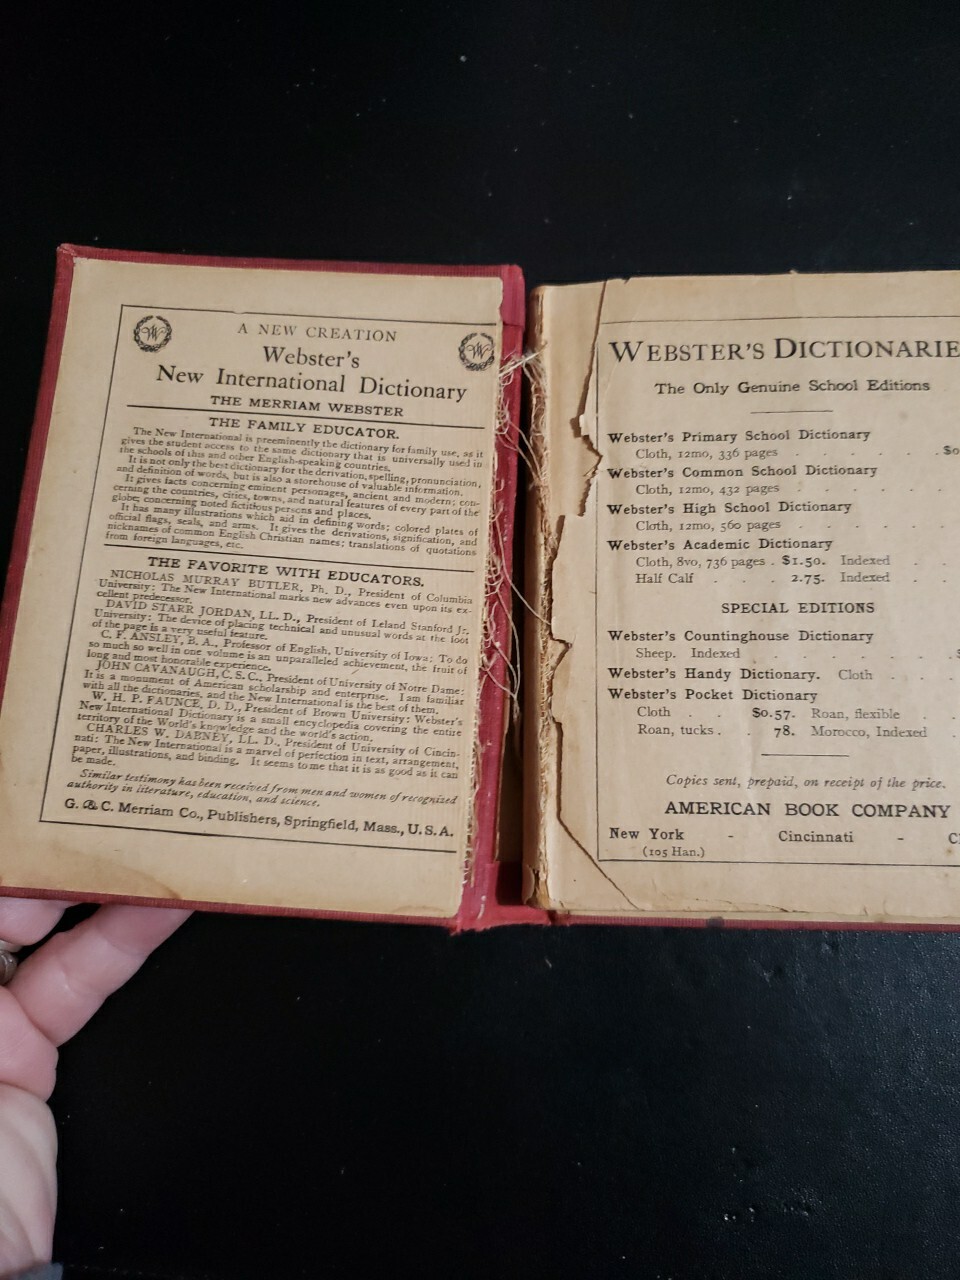 A NEW CREATION
Webster's
New International Dictionary
THE MERRIAM WEBSTER
THE FAMILY EDUCATOR.
The New International is preeminently the dictionary for family use, as it
gives the student access to the same dictionary that is universally used in
the schools of this and other English-speaking countries.
It is not only the best dictionary for the derivation, spelling, pronunciation,
and definition of words, but is also a storehouse of valuable information.
It gives facts concerning eminent personages, ancient and modern; con-
cerning the countries, cities, towns, and natural features of every part of the
globe; concerning noted fictitious persons and places.
It has many illustrations which aid in defining words; colored plates of
official flags, seals, and arms. It gives the derivations, signification, and
nicknames of common English Christian names; translations of quotations
from foreign languages, etc.
THE FAVORITE WITH EDUCATORS.
NICHOLAS MURRAY BUTLER, Ph. D., President of Columbia
University: The New International marks new advances even upon its ex-
cellent predecessor.
DAVID STARR JORDAN, LL. D., President of Leland Stanford Jr.
University: The device of placing technical and unusual words at the foot
of the page is a very useful feature.
C. F. ANSLEY, B. A., Professor of English, University of Iowa: To do
so much so well in one volume is an unparalleled achievement, the fruit of
long and most honorable experience.
JOHN CAVANAUGH, C. S. C., President of University of Notre Dame:
It is a monument of American scholarship and enterprise. I am familiar
with all the dictionaries, and the New International is the best of them.
W. H. P. FAUNCE, D. D., President of Brown University: Webster's
New International Dictionary is a small encyclopedia covering the entire
territory of the World's knowledge and the world's action.
CHARLES W. DABNEY, LL. D., President of University of Cincin-
nati: The New International is a marvel of perfection in text, arrangement,
paper, illustrations, and binding. It seems to me that it is as good as it can
be made.
Similar testimony has been received from men and women of recognized
authority in literature, education, and science.
G. & C. Merriam Co., Publishers, Springfield, Mass., U. S. A.
WEBSTER'S DICTIONARIE
The Only Genuine School Editions
Webster's Primary School Dictionary
Cloth, 12mo, 336 pages . . . . . $0
Webster's Common School Dictionary
Cloth, 12mo, 432 pages . . . . .
Webster's High School Dictionary
Cloth, 12mo, 560 pages . . . . .
Webster's Academic Dictionary
Cloth, 8vo, 736 pages . $1.50. Indexed . .
Half Calf . . . 2.75. Indexed . .
SPECIAL EDITIONS
Webster's Countinghouse Dictionary
Sheep. Indexed . . . . . . . $
Webster's Handy Dictionary. Cloth . .
Webster's Pocket Dictionary
Cloth . . $0.57. Roan, flexible . .
Roan, tucks . . 78. Morocco, Indexed .
Copies sent, prepaid, on receipt of the price.
AMERICAN BOOK COMPANY
New York - Cincinnati - C
(105 Han.)